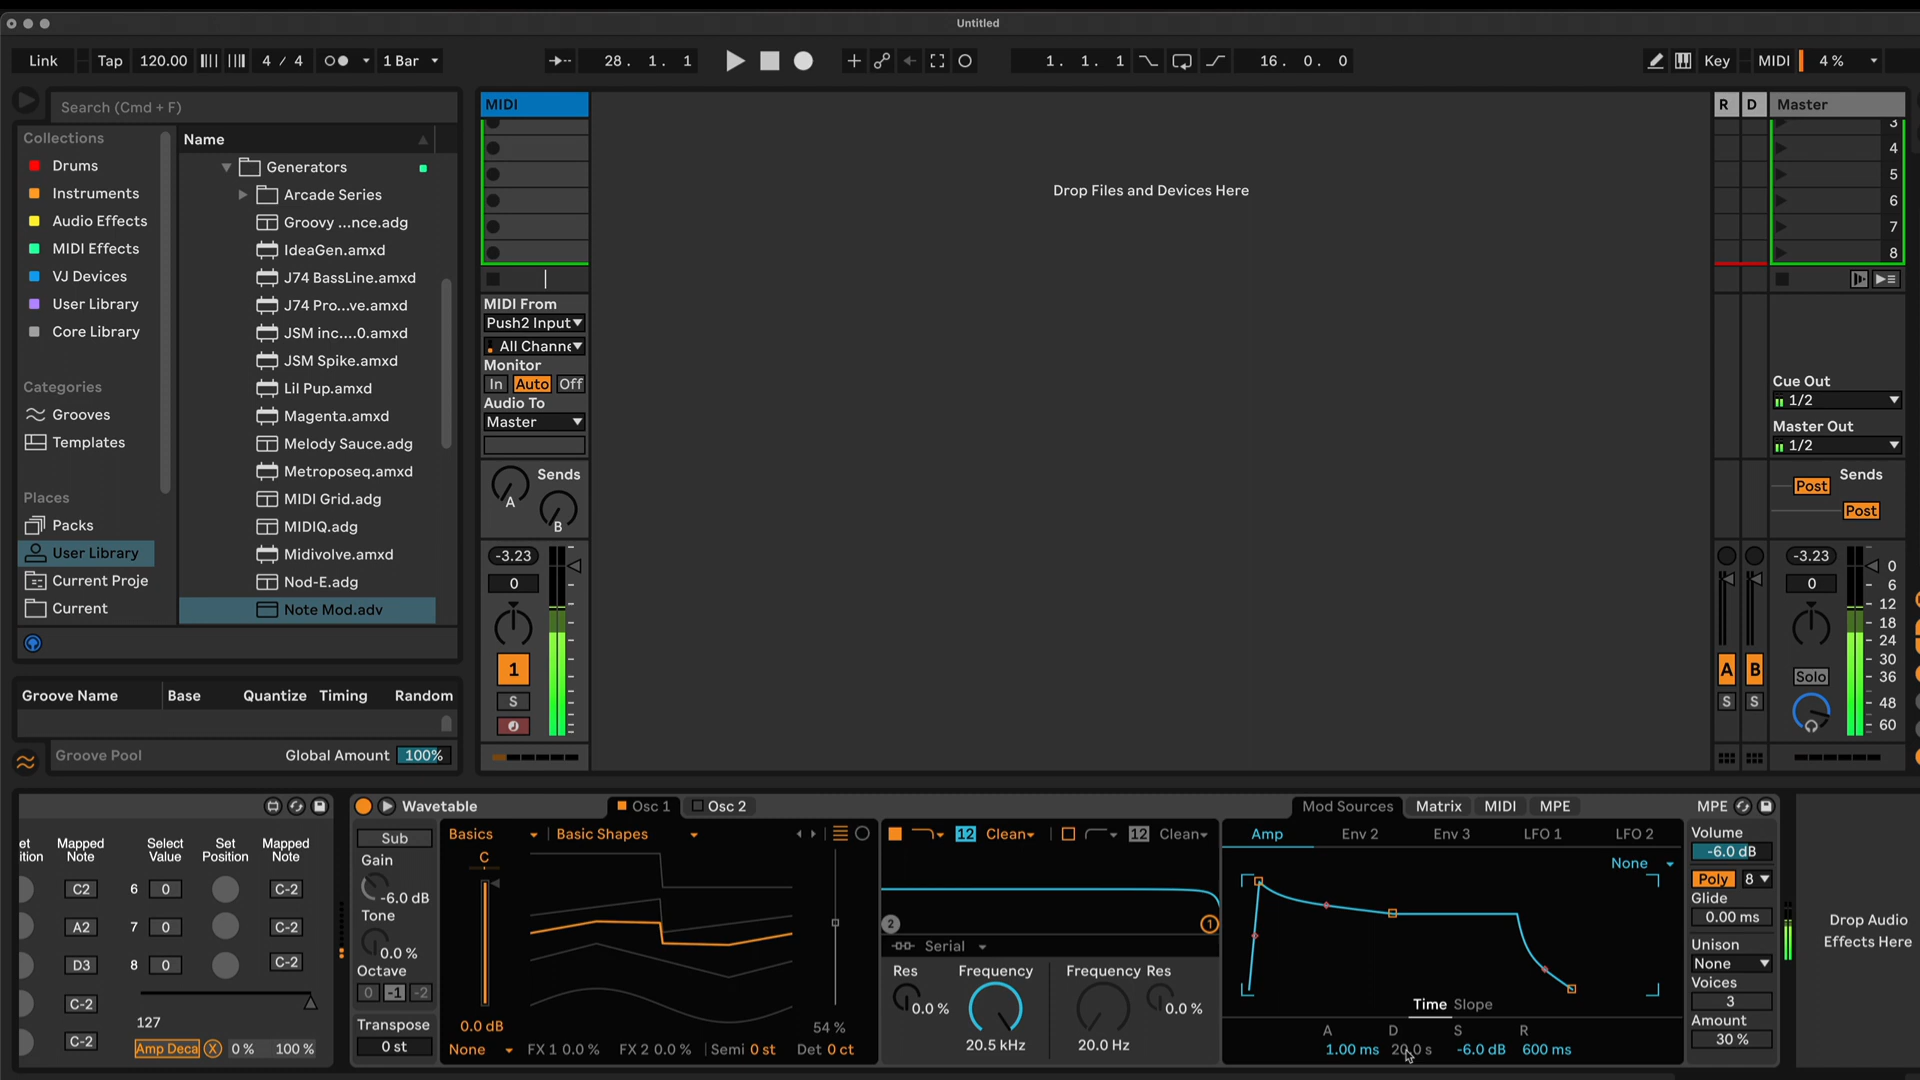 Untitled
Link Tap 120.00 4 / 4 1 Bar 28. 1. 1 1. 1. 1 16. 0. 0 Key MIDI 4 %
Search (Cmd + F)
Collections
Drums
Instruments
Audio Effects
MIDI Effects
VJ Devices
User Library
Core Library
Categories
Grooves
Templates
Places
Packs
User Library
Current Proje
Current
Name
Generators
Arcade Series
Groovy ...nce.adg
IdeaGen.amxd
J74 BassLine.amxd
J74 Pro...ve.amxd
JSM inc....0.amxd
JSM Spike.amxd
Lil Pup.amxd
Magenta.amxd
Melody Sauce.adg
Metroposeq.amxd
MIDI Grid.adg
MIDIQ.adg
Midivolve.amxd
Nod-E.adg
Note Mod.adv
Groove Name Base Quantize Timing Random
Groove Pool Global Amount 100%
MIDI
MIDI From
Push2 Input
All Channe
Monitor
In Auto Off
Audio To
Master
Sends
A
B
-3.23
0
1
S
Drop Files and Devices Here
R D Master
3
4
5
6
7
8
Cue Out
1/2
Master Out
1/2
Sends
Post
Post
-3.23
0
0
6
12
18
24
30
36
48
60
A B Solo
S S
et
ition
Mapped
Note
Select
Value
Set
Position
Mapped
Note
C2 6 0 C-2
A2 7 0 C-2
D3 8 0 C-2
C-2
127
C-2
Amp Deca X 0 % 100 %
Wavetable Osc 1 Osc 2
Sub
Gain
-6.0 dB
Tone
0.0 %
Octave
0 -1 -2
Transpose
0 st
Basics Basic Shapes
C
0.0 dB
54 %
None FX 1 0.0 % FX 2 0.0 % Semi 0 st Det 0 ct
12 Clean 12 Clean
2 1
Serial
Res Frequency Frequency Res
0.0 % 0.0 %
20.5 kHz 20.0 Hz
Mod Sources Matrix MIDI MPE
Amp Env 2 Env 3 LFO 1 LFO 2
None
Time Slope
A D S R
1.00 ms 20.0 s -6.0 dB 600 ms
MPE
Volume
-6.0 dB
Poly 8
Glide
0.00 ms
Unison
None
Voices
3
Amount
30 %
Drop Audio
Effects Here